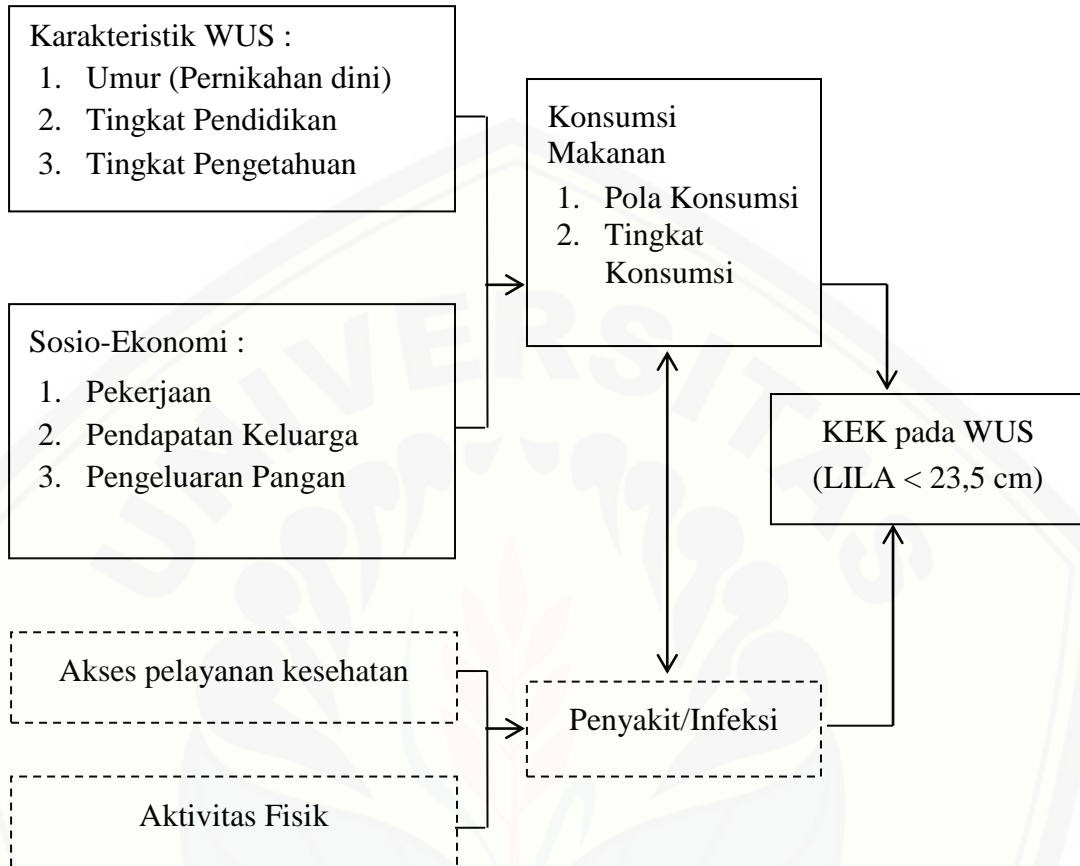 Karakteristik WUS :
1. Umur (Pernikahan dini)
2. Tingkat Pendidikan
3. Tingkat Pengetahuan
Konsumsi
Makanan
1. Pola Konsumsi
2. Tingkat
Konsumsi
Sosio-Ekonomi :
1. Pekerjaan
2. Pendapatan Keluarga
3. Pengeluaran Pangan
KEK pada WUS
(LILA < 23,5 cm)
Akses pelayanan kesehatan
Penyakit/Infeksi
Aktivitas Fisik
UNIVERSITAS